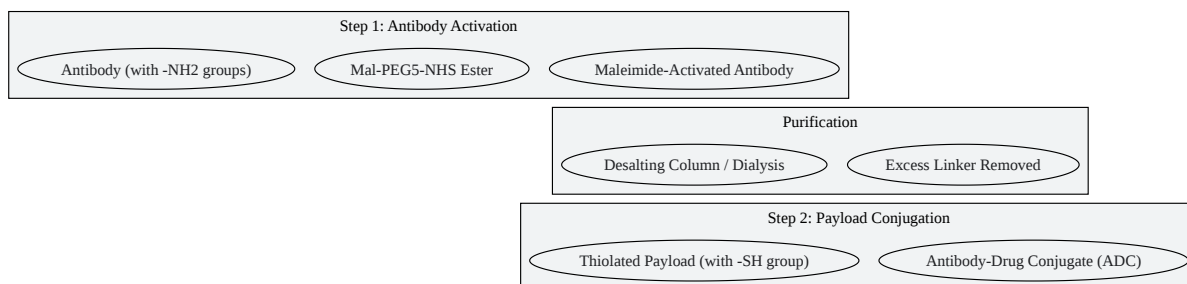 Step 1: Antibody Activation
Antibody (with -NH2 groups)
Mal-PEG5-NHS Ester
Maleimide-Activated Antibody
Purification
Desalting Column / Dialysis
Excess Linker Removed
Step 2: Payload Conjugation
Thiolated Payload (with -SH group)
Antibody-Drug Conjugate (ADC)